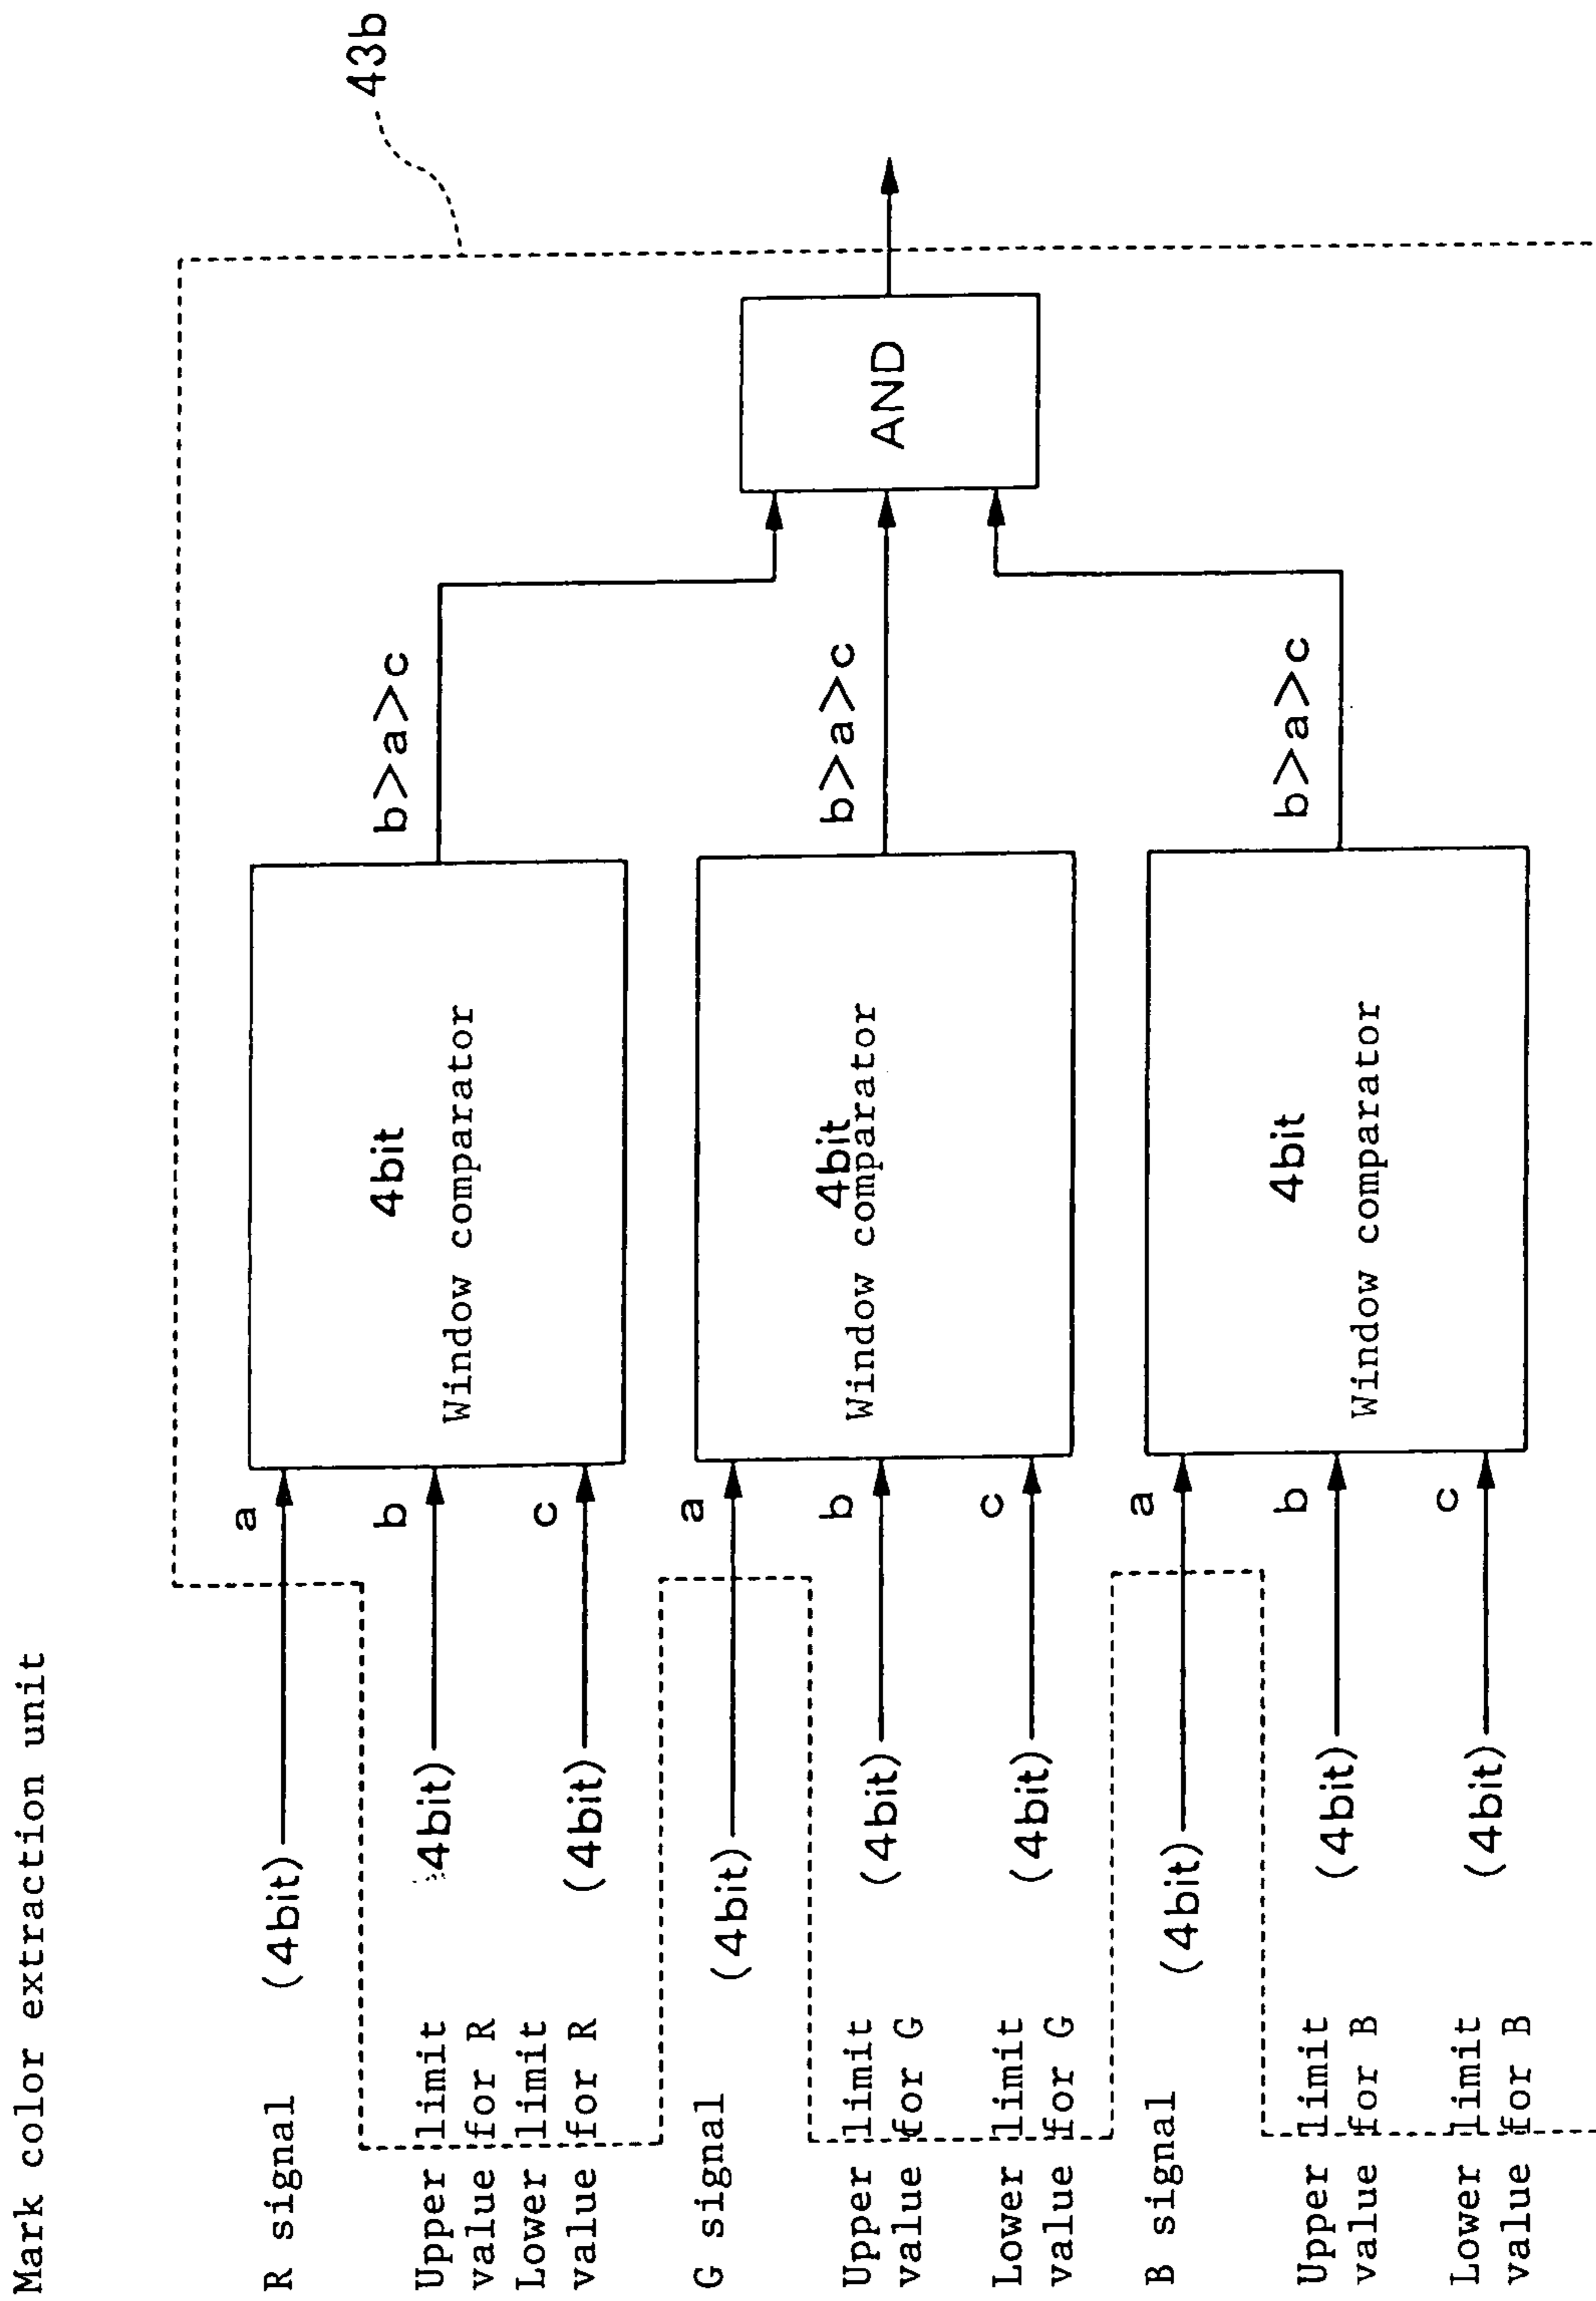 Mark color extraction unit
43b
R signal (4bit)
a
Upper limit
value for R
4bit)
b
Lower limit
value for R
(4bit)
c
4bit
Window comparator
b>a>c
G signal (4bit)
a
Upper limit
value for G
(4bit)
b
Lower limit
value for G
(4bit)
c
4bit
Window comparator
b>a>c
AND
B signal (4bit)
a
Upper limit
value for B
(4bit)
b
Lower limit
value for B
(4bit)
c
4bit
Window comparator
b>a>c